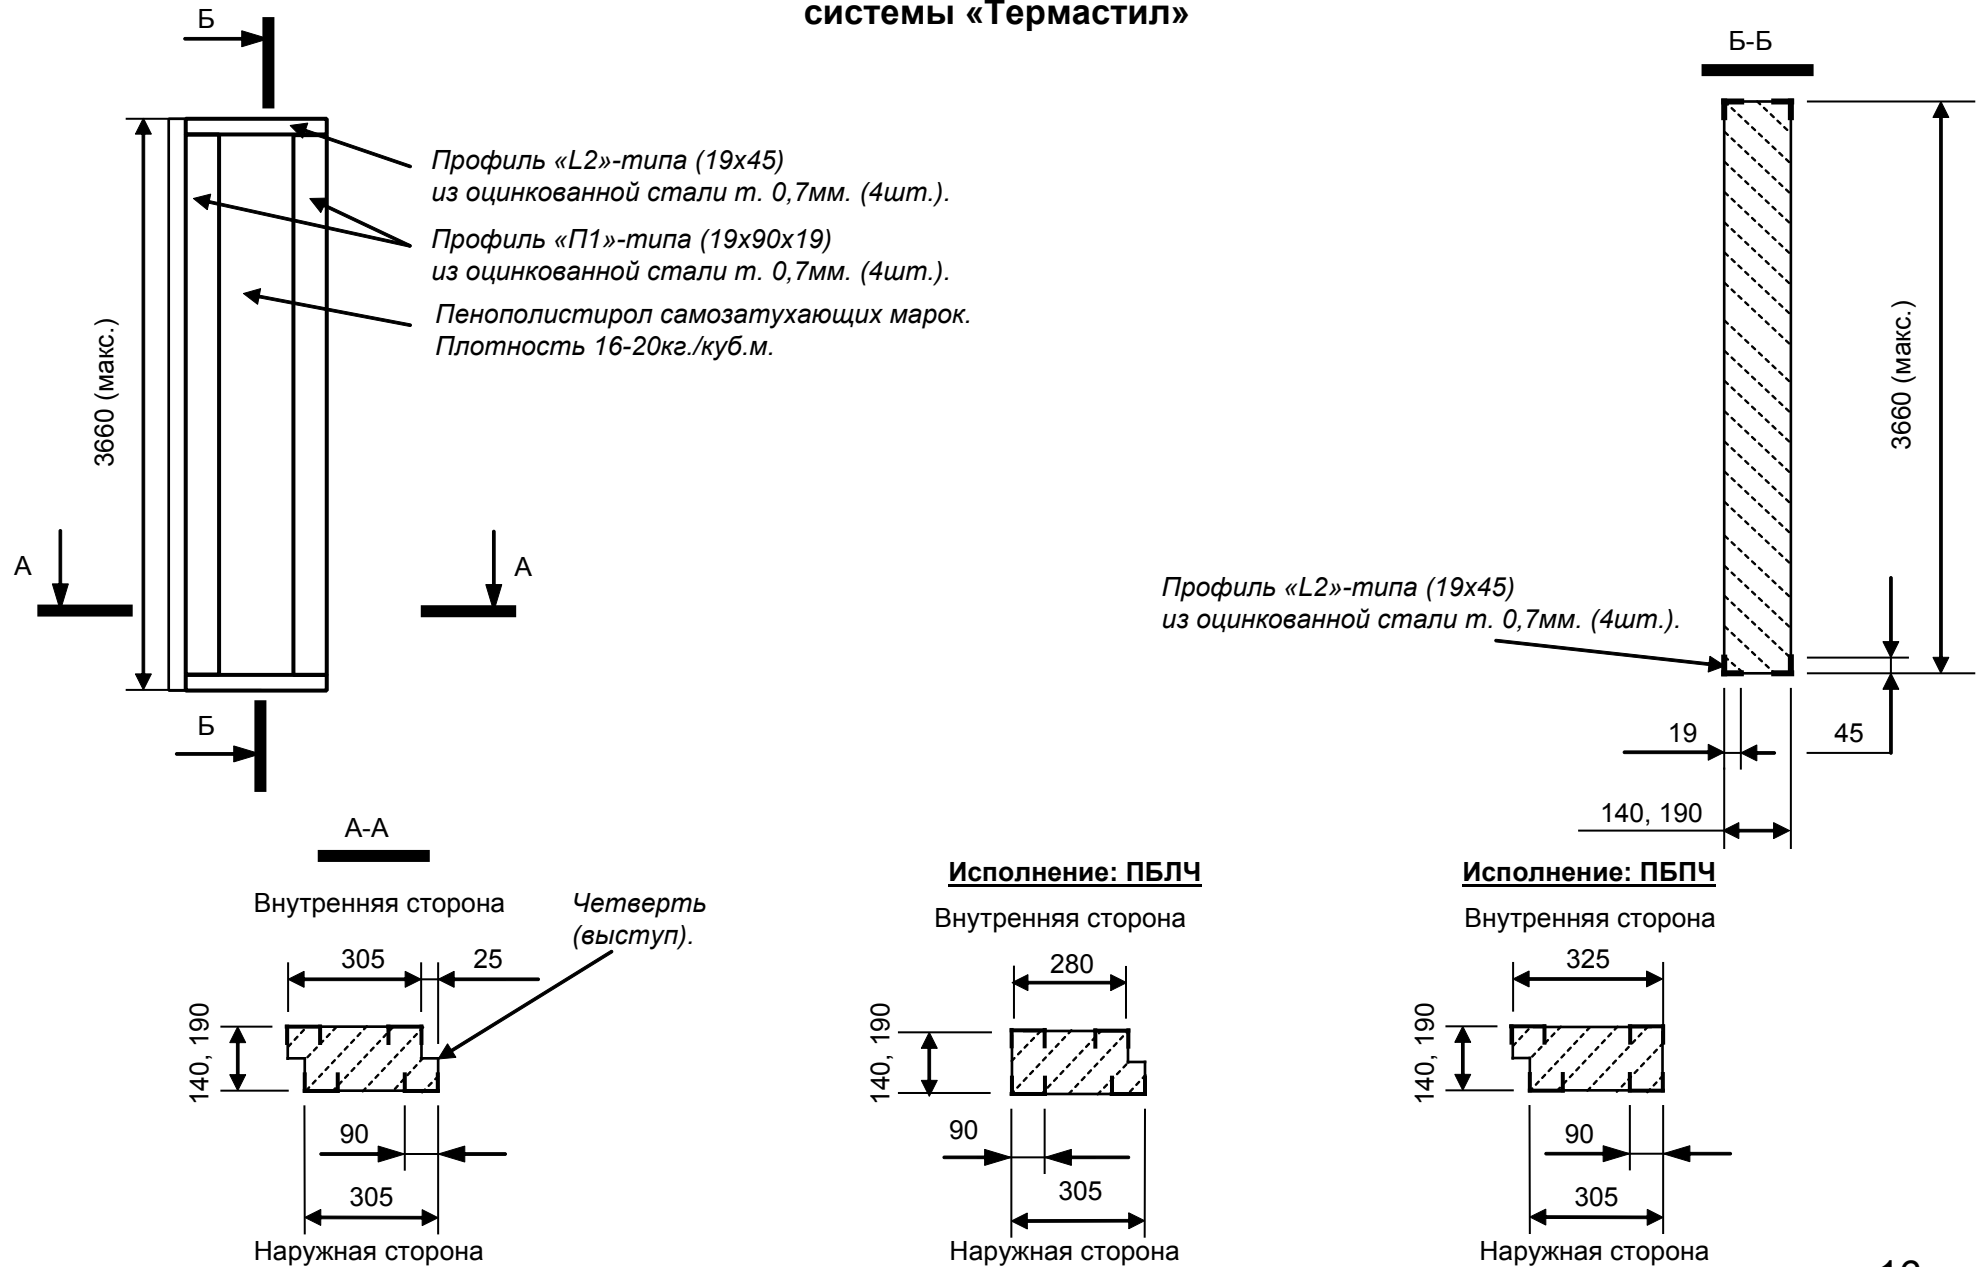 системы «Термастил»
Б
Б-Б
Профиль «L2»-типа (19х45)
из оцинкованной стали т. 0,7мм. (4шт.).
Профиль «П1»-типа (19х90х19)
из оцинкованной стали т. 0,7мм. (4шт.).
Пенополистирол самозатухающих марок.
Плотность 16-20кг./куб.м.
3660 (макс.)
3660 (макс.)
А
А
Профиль «L2»-типа (19х45)
из оцинкованной стали т. 0,7мм. (4шт.).
Б
19
45
140, 190
А-А
Внутренняя сторона
Четверть
(выступ).
305
25
140, 190
90
305
Наружная сторона
Исполнение: ПБЛЧ
Внутренняя сторона
280
140, 190
90
305
Наружная сторона
Исполнение: ПБПЧ
Внутренняя сторона
325
140, 190
90
305
Наружная сторона